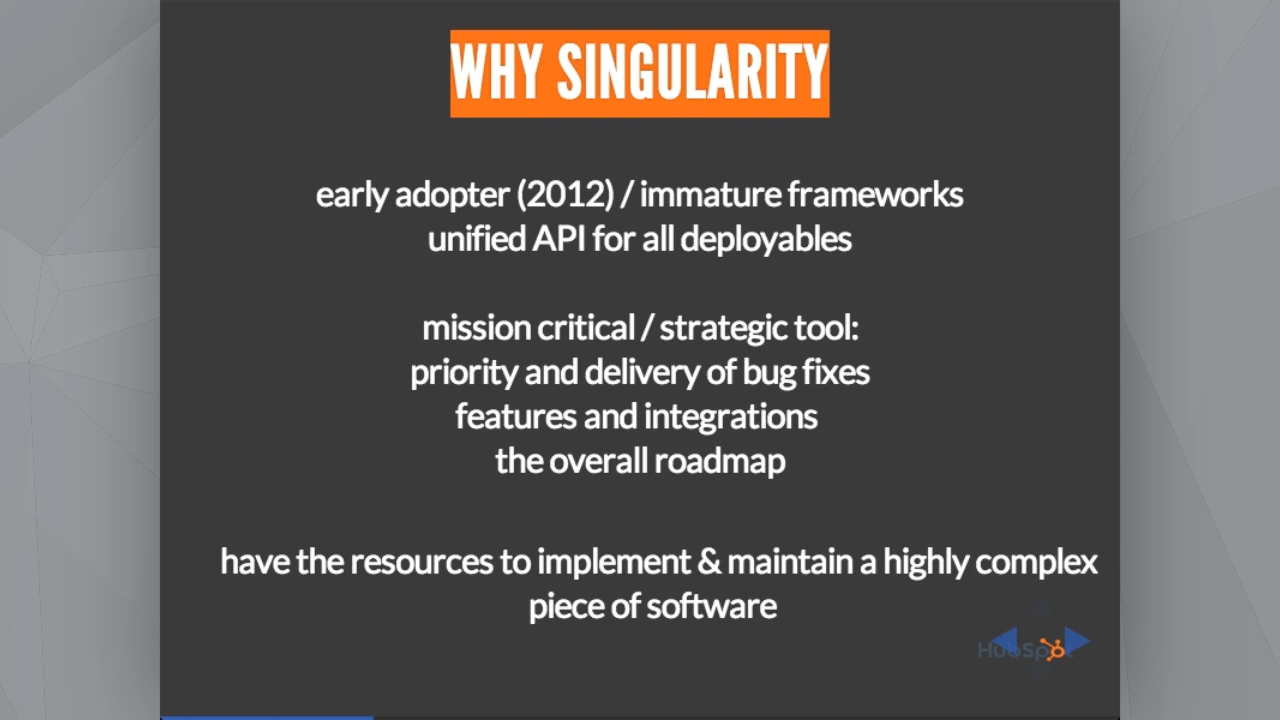 WHY SINGULARITY
early adopter (2012) / immature frameworks
unified API for all deployables
mission critical / strategic tool:
priority and delivery of bug fixes
features and integrations
the overall roadmap
have the resources to implement & maintain a highly complex
piece of software
HubSpot